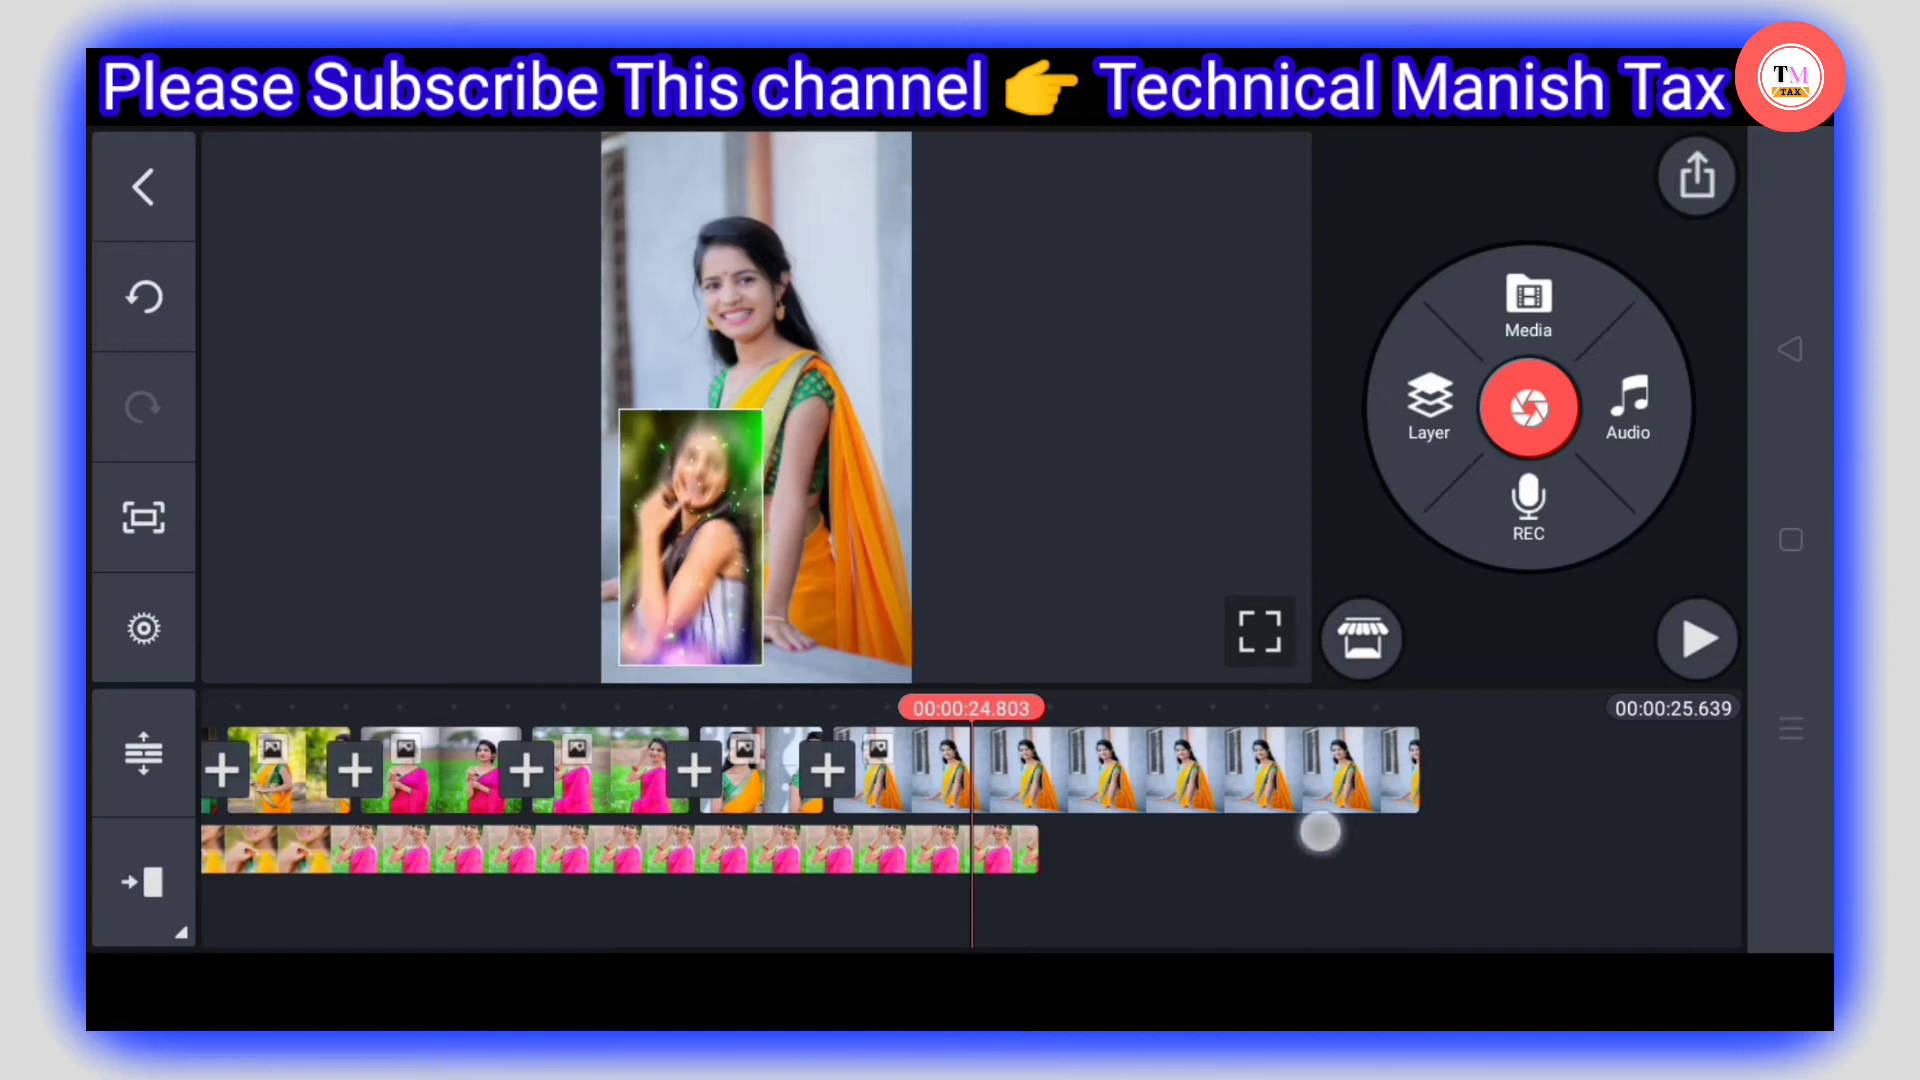 Please Subscribe This channel 👉 Technical Manish Tax
TM
TAX
Media
Layer
Audio
REC
00:00:24.803
00:00:25.639